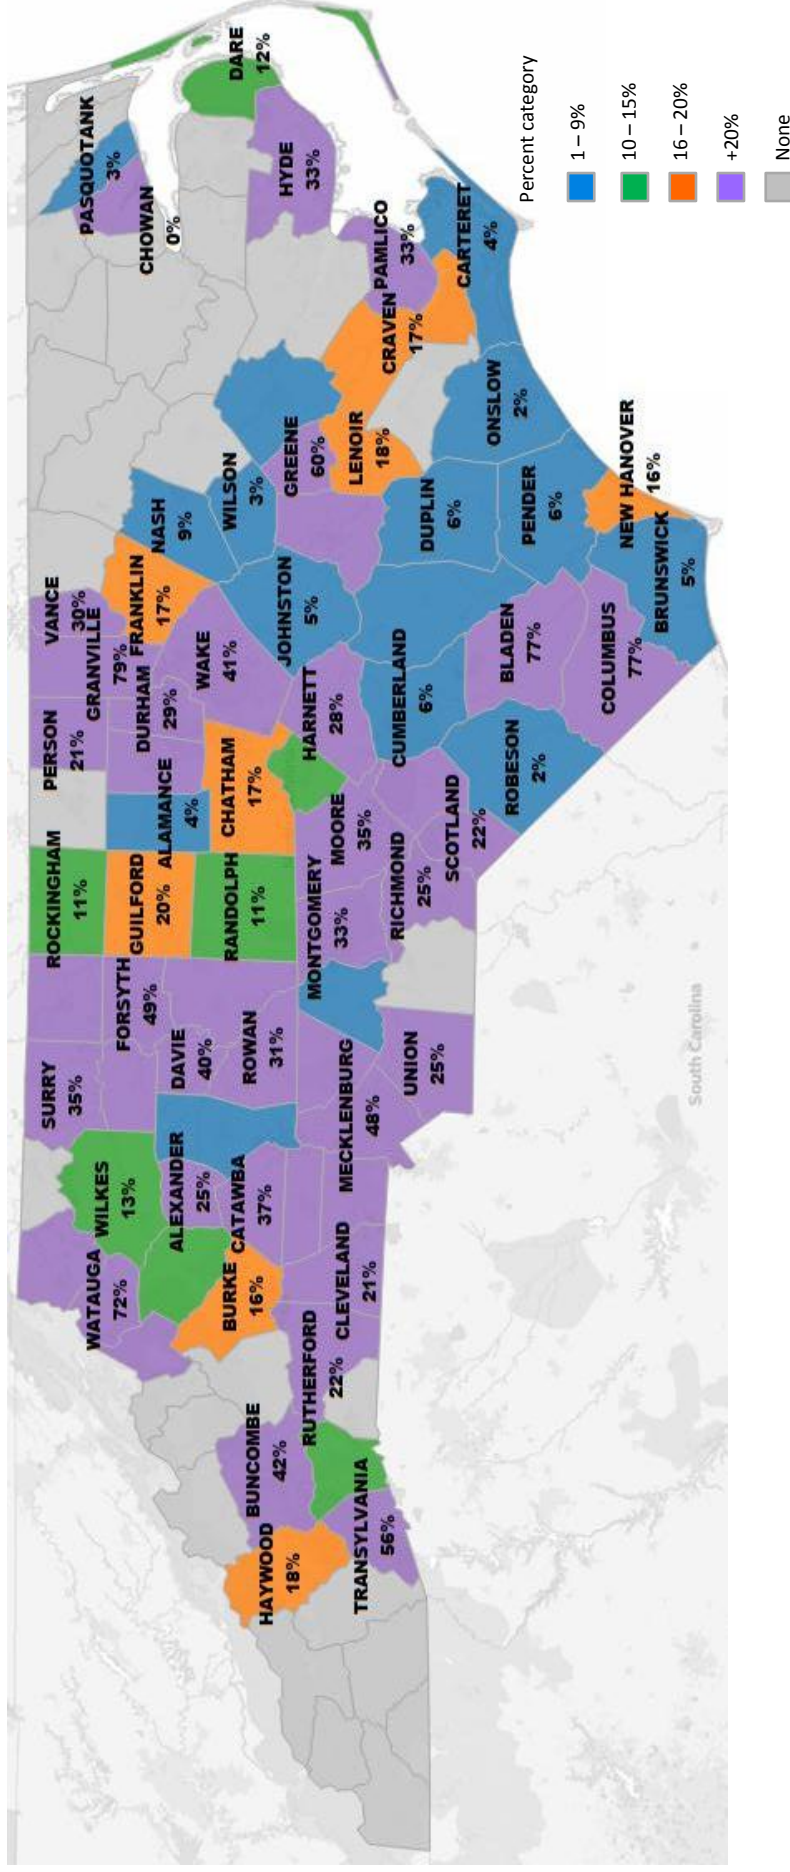 SURRY
35%
ROCKINGHAM
11%
PERSON
21%
VANCE
30%
GRANVILLE
79%
PASQUOTANK
3%
CHOWAN
0%
WATAUGA
72%
WILKES
13%
FORSYTH
49%
GUILFORD
20%
ALAMANCE
4%
DURHAM
29%
FRANKLIN
17%
NASH
9%
DARE
12%
ALEXANDER
25%
DAVIE
40%
RANDOLPH
11%
CHATHAM
17%
WAKE
41%
WILSON
3%
HYDE
33%
BURKE
16%
CATAWBA
37%
ROWAN
31%
JOHNSTON
5%
GREENE
60%
BUNCOMBE
42%
HAYWOOD
18%
RUTHERFORD
22%
CLEVELAND
21%
MECKLENBURG
48%
MONTGOMERY
33%
MOORE
35%
HARNETT
28%
LENOIR
18%
CRAVEN
17%
PAMLICO
33%
TRANSYLVANIA
56%
UNION
25%
RICHMOND
25%
SCOTLAND
22%
CUMBERLAND
6%
DUPLIN
6%
ONSLOW
2%
CARTERET
4%
ROBESON
2%
BLADEN
77%
PENDER
6%
COLUMBUS
77%
BRUNSWICK
5%
NEW HANOVER
16%
South Carolina
Percent category
1 – 9%
10 – 15%
16 – 20%
+20%
None